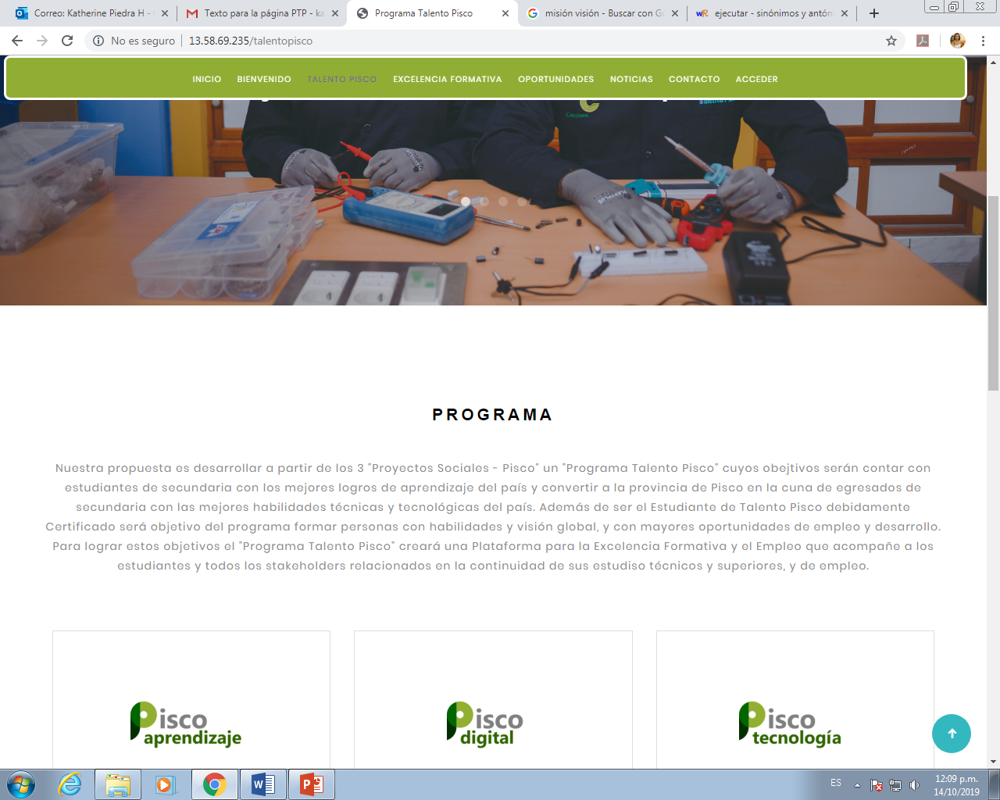 Correo: Katherine Piedra H -
Texto para la página PTP - ka
Programa Talento Pisco
misión visión - Buscar con Go
ejecutar - sinónimos y antón
No es seguro
13.58.69.235/talentopisco
INICIO
BIENVENIDO
TALENTO PISCO
EXCELENCIA FORMATIVA
OPORTUNIDADES
NOTICIAS
CONTACTO
ACCEDER
PROGRAMA
Nuestra propuesta es desarrollar a partir de los 3 "Proyectos Sociales - Pisco" un "Programa Talento Pisco" cuyos obejtivos serán contar con
estudiantes de secundaria con los mejores logros de aprendizaje del país y convertir a la provincia de Pisco en la cuna de egresados de
secundaria con las mejores habilidades técnicas y tecnológicas del país. Además de ser el Estudiante de Talento Pisco debidamente
Certificado será objetivo del programa formar personas con habilidades y visión global, y con mayores oportunidades de empleo y desarrollo.
Para lograr estos objetivos el "Programa Talento Pisco" creará una Plataforma para la Excelencia Formativa y el Empleo que acompañe a los
estudiantes y todos los stakeholders relacionados en la continuidad de sus estudiso técnicos y superiores, y de empleo.
Pisco
aprendizaje
Pisco
digital
Pisco
tecnología
ES
12:09 p.m.
14/10/2019